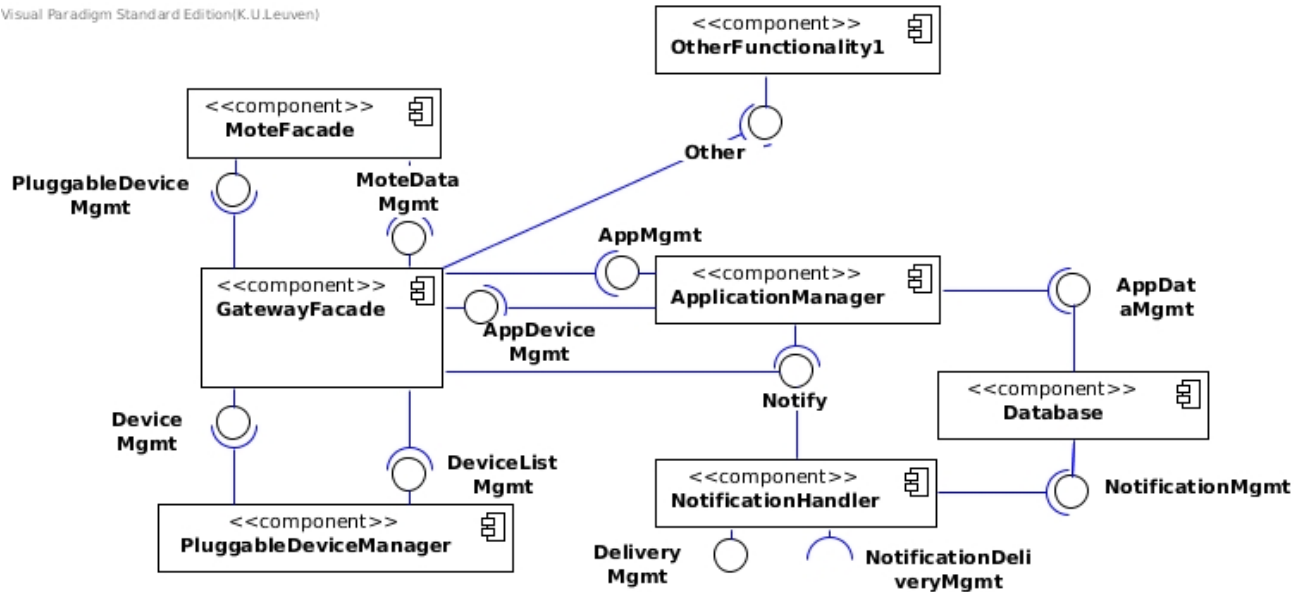 Visual Paradigm Standard Edition(K.U.Leuven)
<<component>>
OtherFunctionality1
<<component>>
MoteFacade
Other
PluggableDevice
Mgmt
MoteData
Mgmt
AppMgmt
<<component>>
GatewayFacade
<<component>>
ApplicationManager
AppDat
aMgmt
AppDevice
Mgmt
Notify
<<component>>
Database
Device
Mgmt
DeviceList
Mgmt
<<component>>
NotificationHandler
NotificationMgmt
<<component>>
PluggableDeviceManager
Delivery
Mgmt
NotificationDeli
veryMgmt